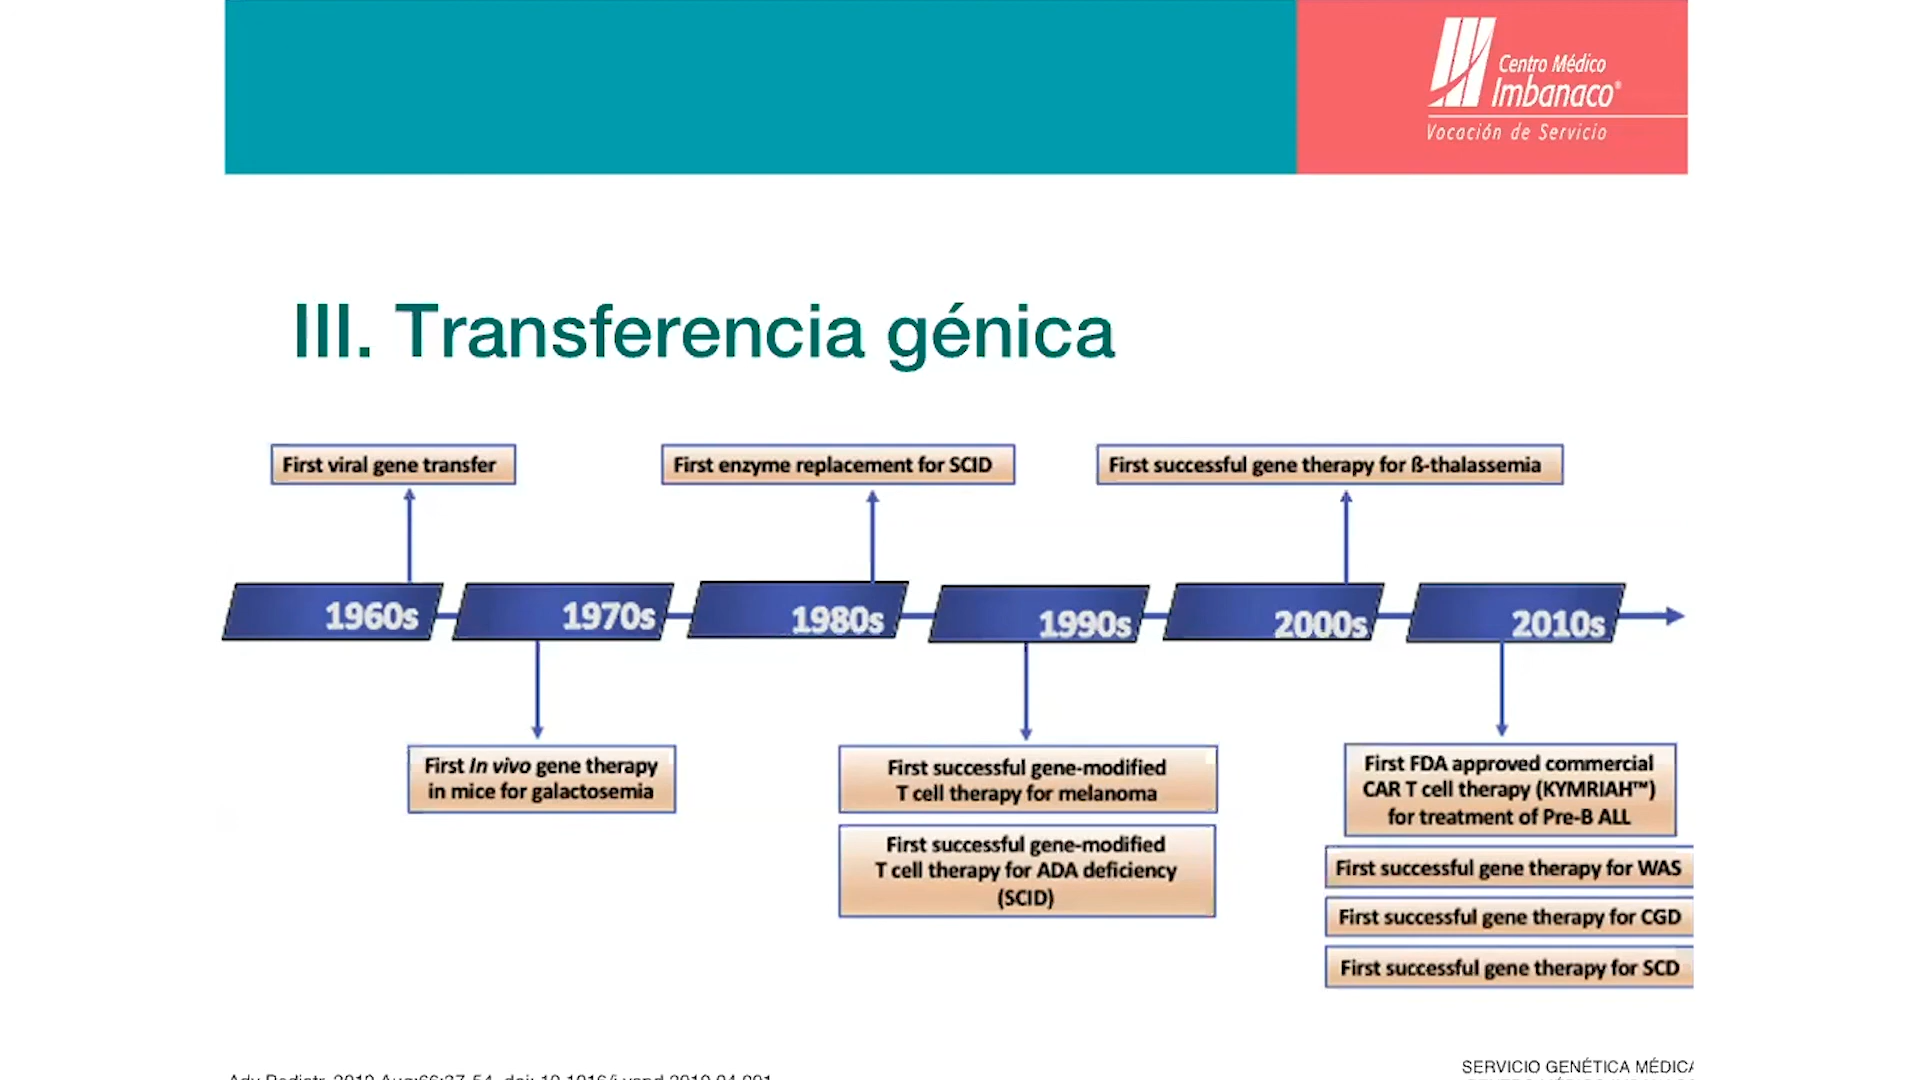 Centro Médico
Imbanaco®
Vocación de Servicio
III. Transferencia génica
First viral gene transfer
First enzyme replacement for SCID
First successful gene therapy for ß-thalassemia
1960s
1970s
1980s
1990s
2000s
2010s
First In vivo gene therapy
in mice for galactosemia
First successful gene-modified
T cell therapy for melanoma
First successful gene-modified
T cell therapy for ADA deficiency
(SCID)
First FDA approved commercial
CAR T cell therapy (KYMRIAH™)
for treatment of Pre-B ALL
First successful gene therapy for WAS
First successful gene therapy for CGD
First successful gene therapy for SCD
SERVICIO GENÉTICA MÉDICA